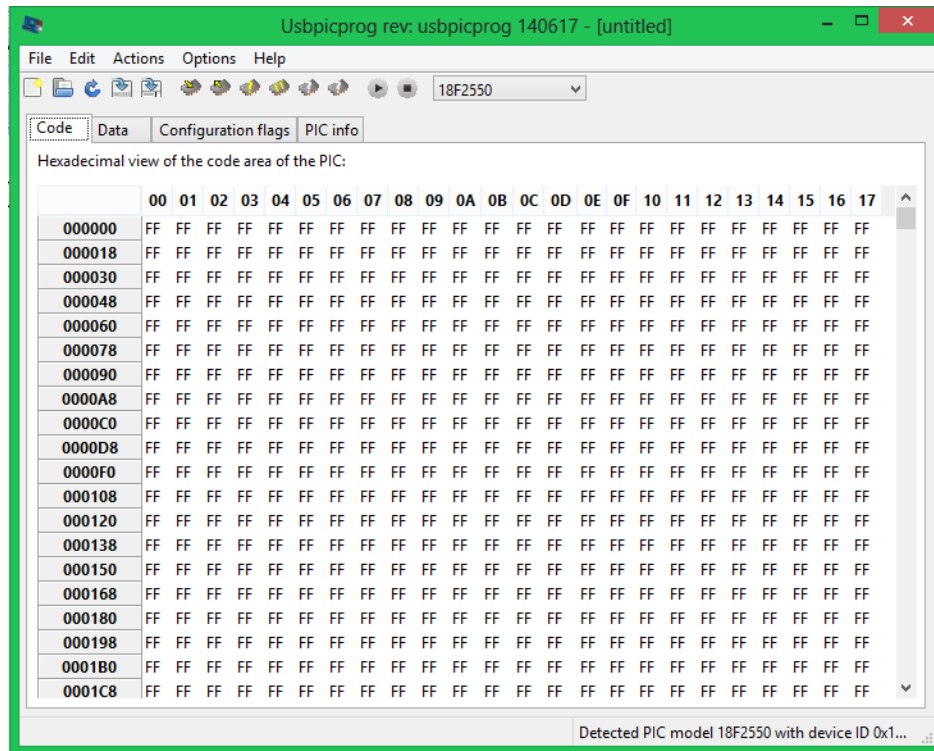 Usbpicprog rev: usbpicprog 140617 - [untitled]
File Edit Actions Options Help
18F2550
Code Data Configuration flags PIC info
Hexadecimal view of the code area of the PIC:
00 01 02 03 04 05 06 07 08 09 0A 0B 0C 0D 0E 0F 10 11 12 13 14 15 16 17
000000 FF FF FF FF FF FF FF FF FF FF FF FF FF FF FF FF FF FF FF FF FF FF FF FF
000018 FF FF FF FF FF FF FF FF FF FF FF FF FF FF FF FF FF FF FF FF FF FF FF FF
000030 FF FF FF FF FF FF FF FF FF FF FF FF FF FF FF FF FF FF FF FF FF FF FF FF
000048 FF FF FF FF FF FF FF FF FF FF FF FF FF FF FF FF FF FF FF FF FF FF FF FF
000060 FF FF FF FF FF FF FF FF FF FF FF FF FF FF FF FF FF FF FF FF FF FF FF FF
000078 FF FF FF FF FF FF FF FF FF FF FF FF FF FF FF FF FF FF FF FF FF FF FF FF
000090 FF FF FF FF FF FF FF FF FF FF FF FF FF FF FF FF FF FF FF FF FF FF FF FF
0000A8 FF FF FF FF FF FF FF FF FF FF FF FF FF FF FF FF FF FF FF FF FF FF FF FF
0000C0 FF FF FF FF FF FF FF FF FF FF FF FF FF FF FF FF FF FF FF FF FF FF FF FF
0000D8 FF FF FF FF FF FF FF FF FF FF FF FF FF FF FF FF FF FF FF FF FF FF FF FF
0000F0 FF FF FF FF FF FF FF FF FF FF FF FF FF FF FF FF FF FF FF FF FF FF FF FF
000108 FF FF FF FF FF FF FF FF FF FF FF FF FF FF FF FF FF FF FF FF FF FF FF FF
000120 FF FF FF FF FF FF FF FF FF FF FF FF FF FF FF FF FF FF FF FF FF FF FF FF
000138 FF FF FF FF FF FF FF FF FF FF FF FF FF FF FF FF FF FF FF FF FF FF FF FF
000150 FF FF FF FF FF FF FF FF FF FF FF FF FF FF FF FF FF FF FF FF FF FF FF FF
000168 FF FF FF FF FF FF FF FF FF FF FF FF FF FF FF FF FF FF FF FF FF FF FF FF
000180 FF FF FF FF FF FF FF FF FF FF FF FF FF FF FF FF FF FF FF FF FF FF FF FF
000198 FF FF FF FF FF FF FF FF FF FF FF FF FF FF FF FF FF FF FF FF FF FF FF FF
0001B0 FF FF FF FF FF FF FF FF FF FF FF FF FF FF FF FF FF FF FF FF FF FF FF FF
0001C8 FF FF FF FF FF FF FF FF FF FF FF FF FF FF FF FF FF FF FF FF FF FF FF FF
Detected PIC model 18F2550 with device ID 0x1...